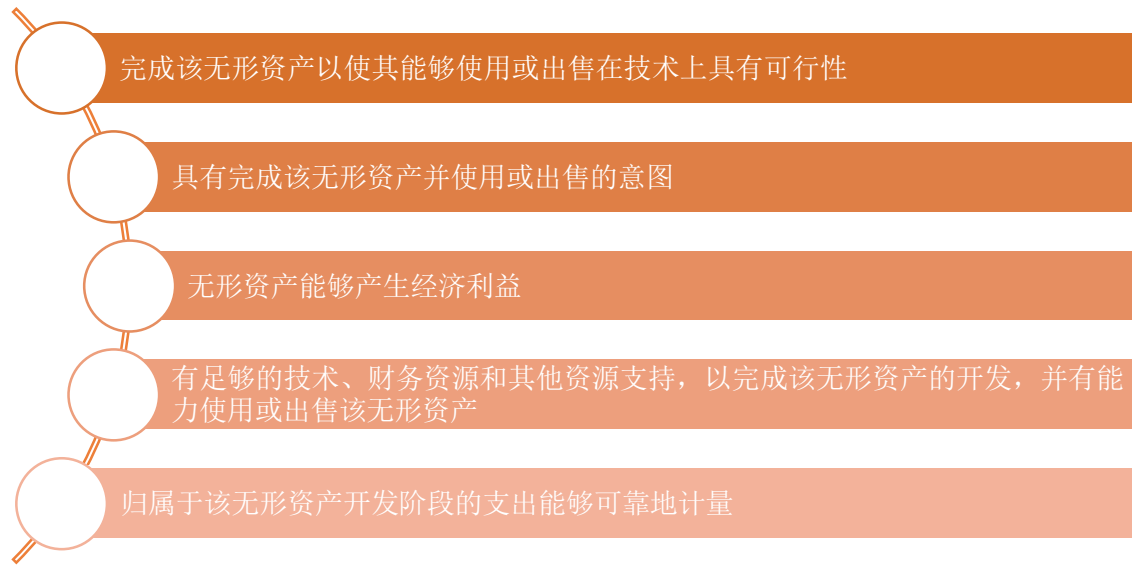 完成该无形资产以使其能够使用或出售在技术上具有可行性
具有完成该无形资产并使用或出售的意图
无形资产能够产生经济利益
有足够的技术、财务资源和其他资源支持，以完成该无形资产的开发，并有能
力使用或出售该无形资产
归属于该无形资产开发阶段的支出能够可靠地计量